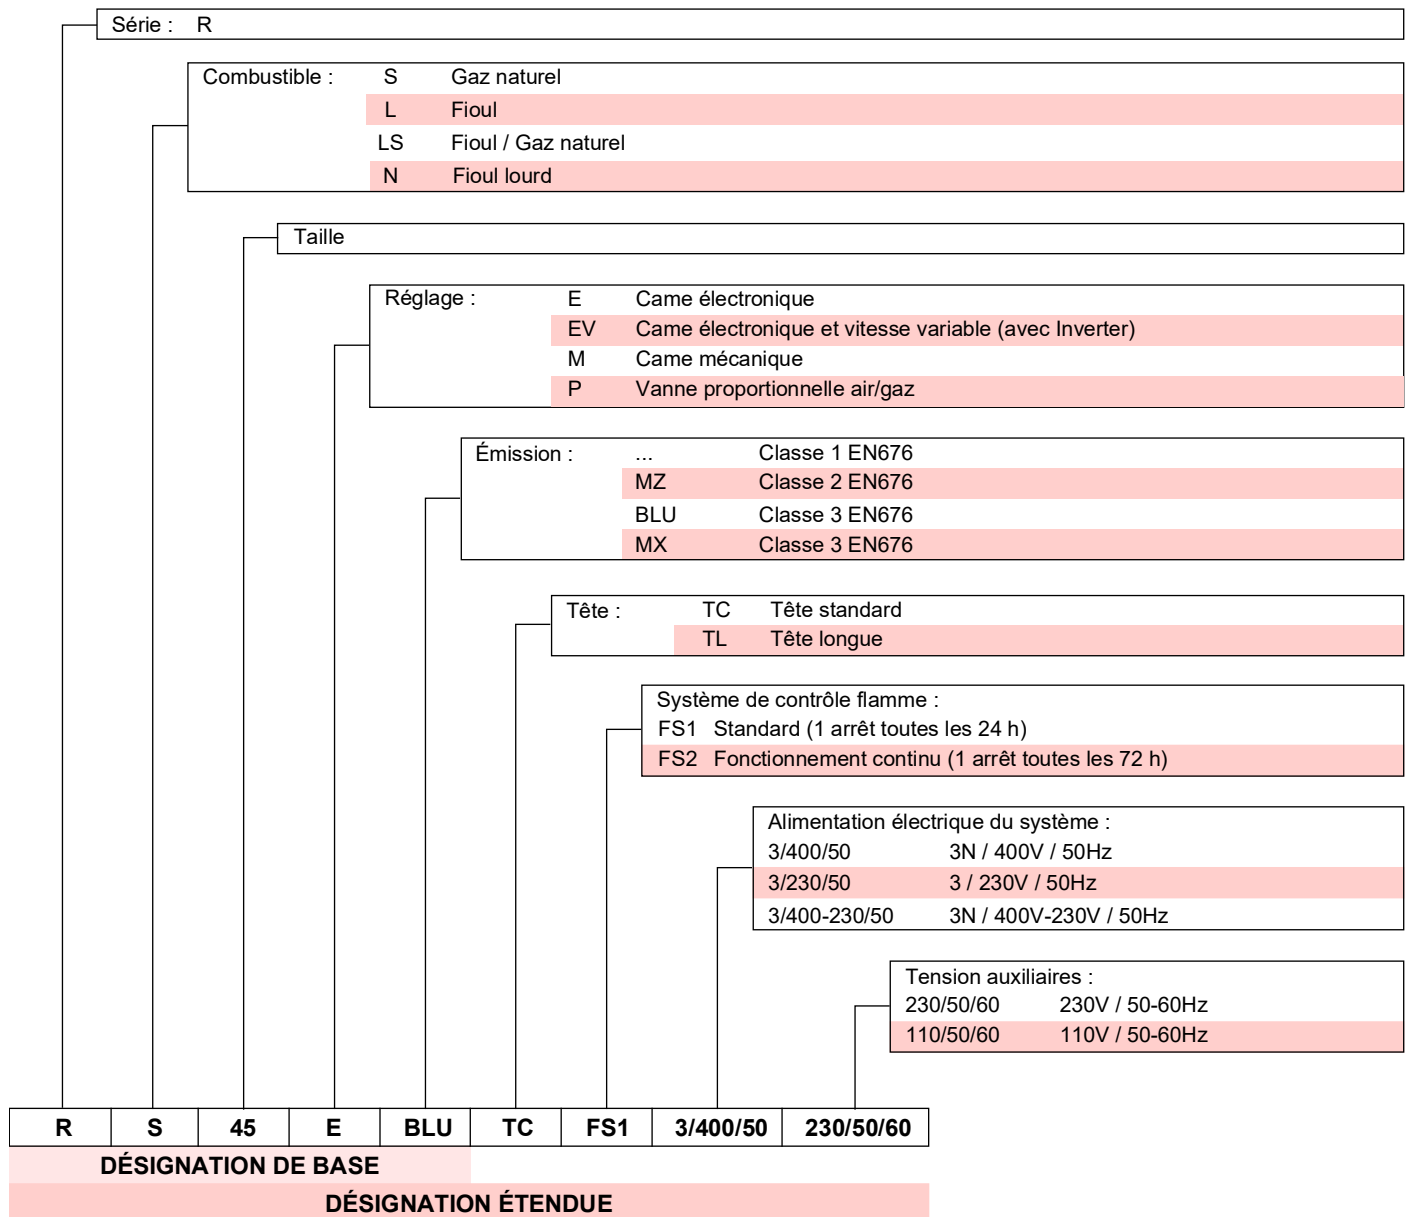 Série : R
Combustible : S Gaz naturel
L Fioul
LS Fioul / Gaz naturel
N Fioul lourd
Taille
Réglage : E Came électronique
EV Came électronique et vitesse variable (avec Inverter)
M Came mécanique
P Vanne proportionnelle air/gaz
Émission : ... Classe 1 EN676
MZ Classe 2 EN676
BLU Classe 3 EN676
MX Classe 3 EN676
Tête : TC Tête standard
TL Tête longue
Système de contrôle flamme :
FS1 Standard (1 arrêt toutes les 24 h)
FS2 Fonctionnement continu (1 arrêt toutes les 72 h)
Alimentation électrique du système :
3/400/50 3N / 400V / 50Hz
3/230/50 3 / 230V / 50Hz
3/400-230/50 3N / 400V-230V / 50Hz
Tension auxiliaires :
230/50/60 230V / 50-60Hz
110/50/60 110V / 50-60Hz
R S 45 E BLU TC FS1 3/400/50 230/50/60
DÉSIGNATION DE BASE
DÉSIGNATION ÉTENDUE